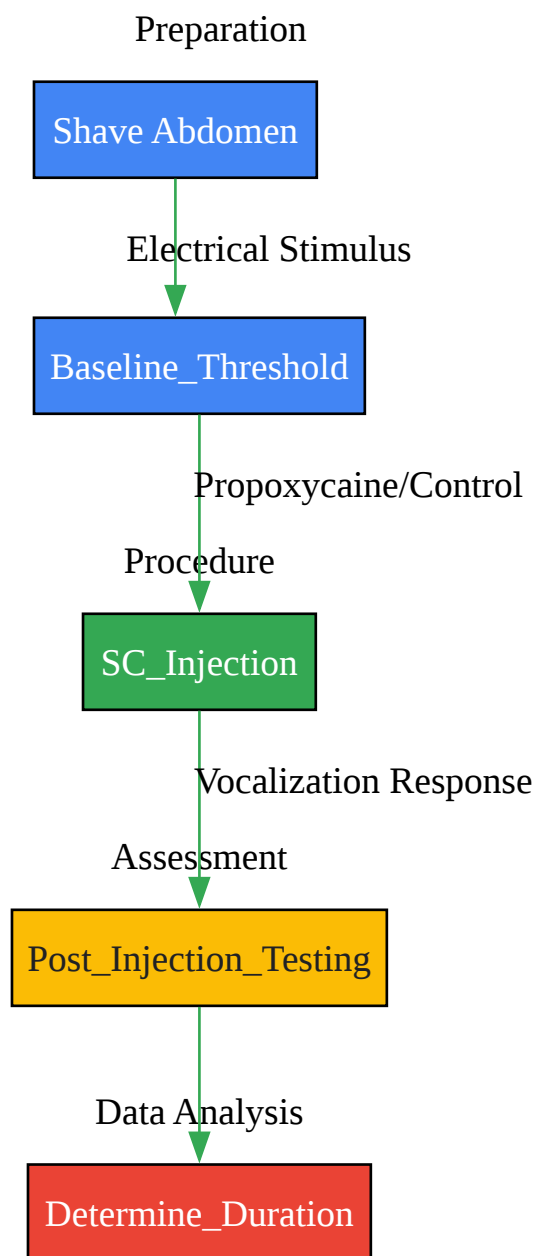 Preparation
Shave Abdomen
Electrical Stimulus
Baseline_Threshold
Propoxycaine/Control
Procedure
SC_Injection
Vocalization Response
Assessment
Post_Injection_Testing
Data Analysis
Determine_Duration